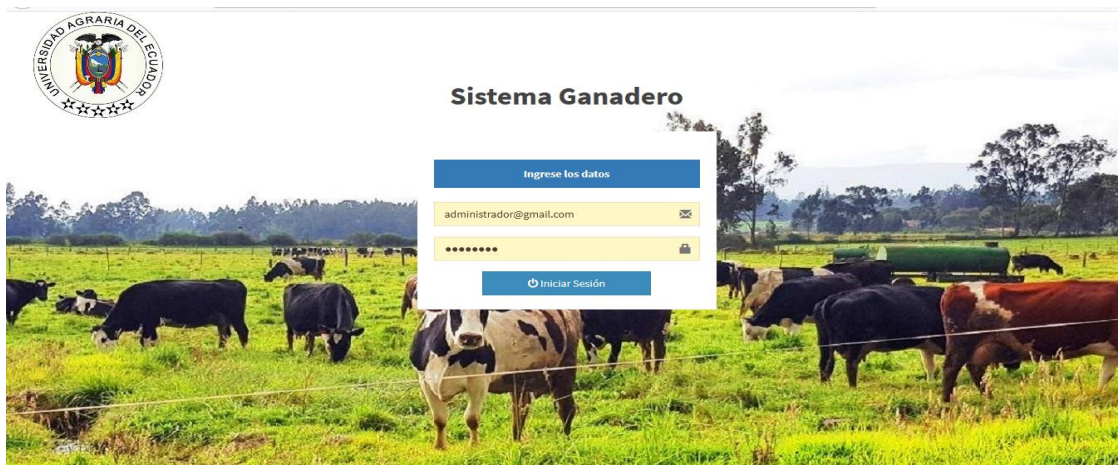 UNIVERSIDAD AGRARIA DEL ECUADOR
Sistema Ganadero
Ingrese los datos
administrador@gmail.com
••••••••
Iniciar Sesión